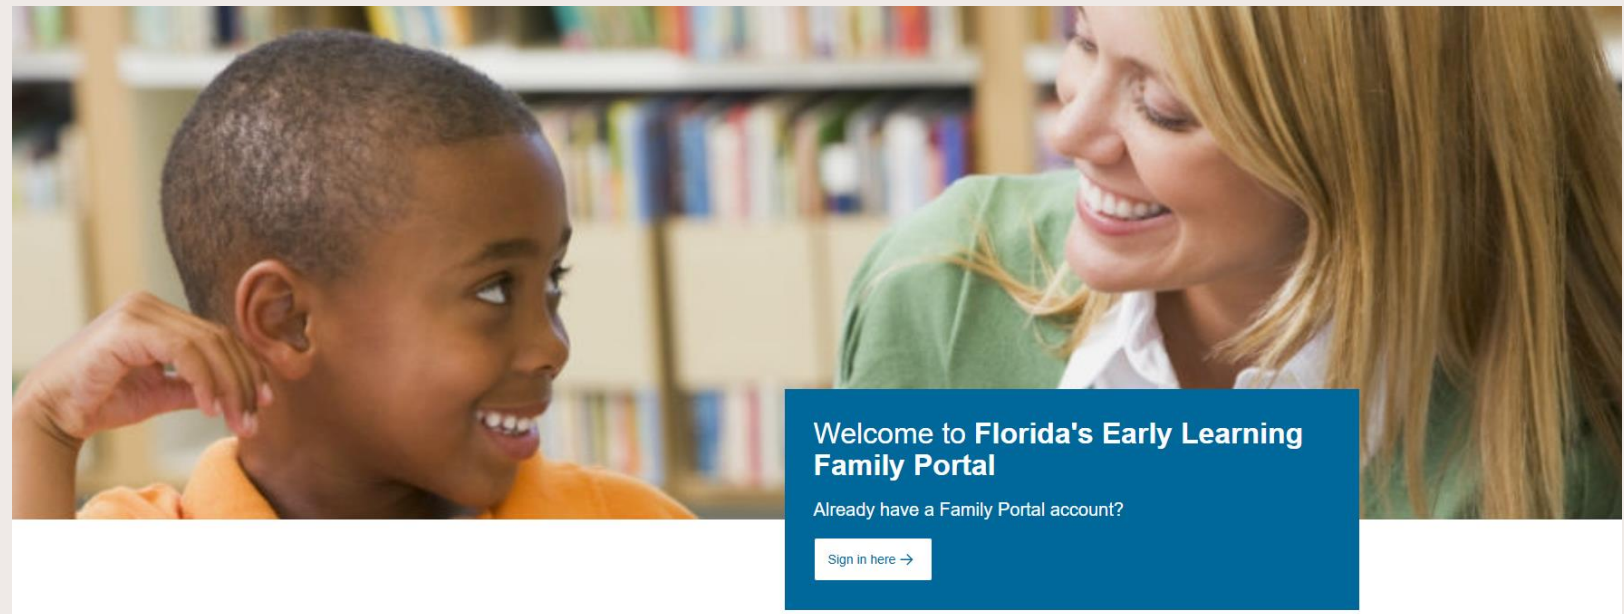 Welcome to Florida's Early Learning
Family Portal
Already have a Family Portal account?
Sign in here →